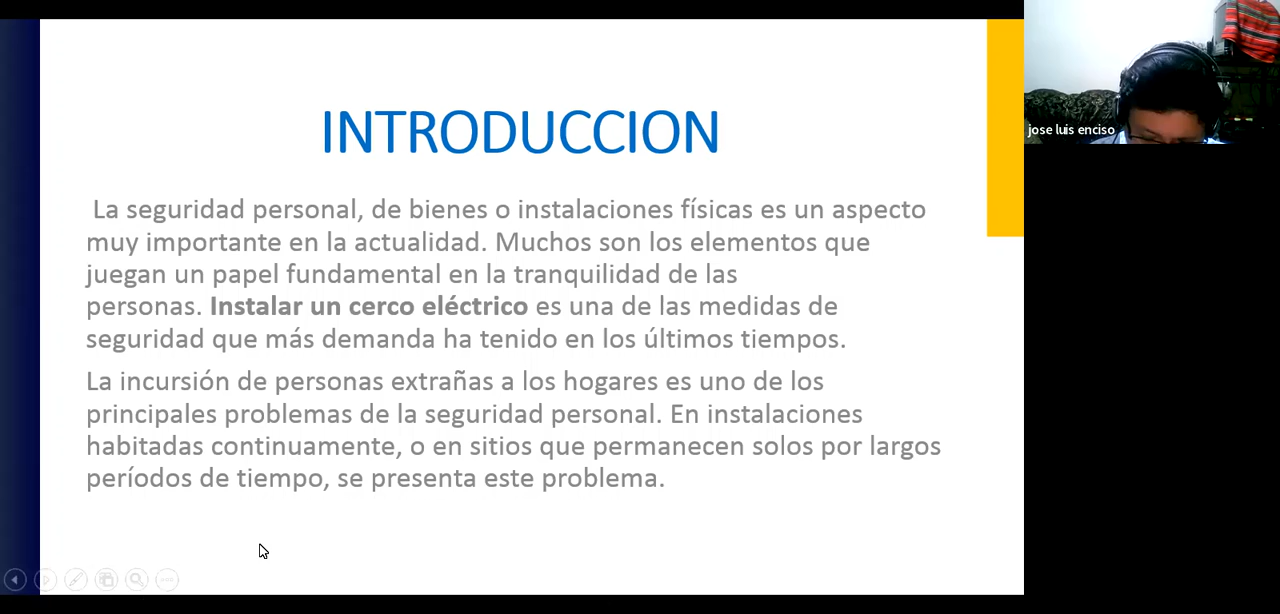 INTRODUCCION
La seguridad personal, de bienes o instalaciones físicas es un aspecto
muy importante en la actualidad. Muchos son los elementos que
juegan un papel fundamental en la tranquilidad de las
personas. Instalar un cerco eléctrico es una de las medidas de
seguridad que más demanda ha tenido en los últimos tiempos.
La incursión de personas extrañas a los hogares es uno de los
principales problemas de la seguridad personal. En instalaciones
habitadas continuamente, o en sitios que permanecen solos por largos
períodos de tiempo, se presenta este problema.
jose luis enciso